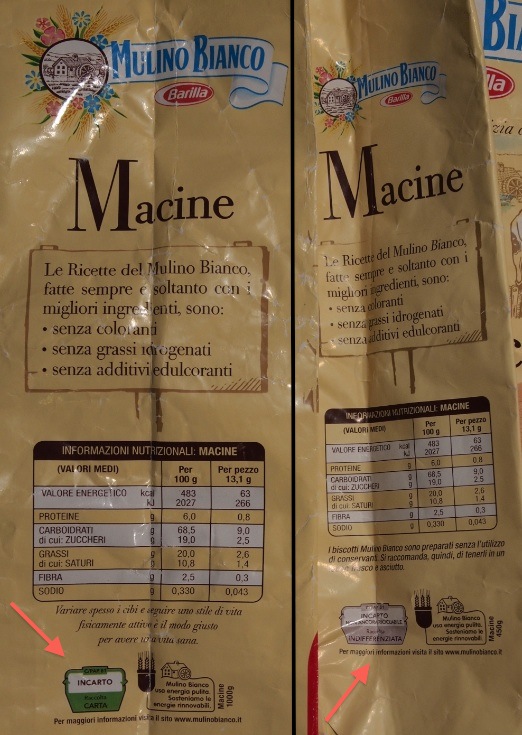 MULINO BIANCO
Barilla
Macine
Le Ricette del Mulino Bianco,
fatte sempre e soltanto con i
migliori ingredienti, sono:
• senza coloranti
• senza grassi idrogenati
• senza additivi edulcoranti
INFORMAZIONI NUTRIZIONALI: MACINE
(VALORI MEDI) Per 100 g Per pezzo 13,1 g
VALORE ENERGETICO kcal 483 63
kJ 2027 266
PROTEINE g 6,0 0,8
CARBOIDRATI g 68,5 9,0
di cui: ZUCCHERI g 19,0 2,5
GRASSI g 20,0 2,6
di cui: SATURI g 10,8 1,4
FIBRA g 2,5 0,3
SODIO g 0,330 0,043
Variare spesso i cibi e seguire uno stile di vita
fisicamente attivo è il modo giusto
per avere una vita sana.
INCARTO
Raccolta
CARTA
Mulino Bianco
usa energia pulita.
Sosteniamo le
energie rinnovabili.
Macine
1000g
Per maggiori informazioni visita il sito www.mulinobianco.it
MULINO BIANCO
Barilla
Macine
Le Ricette del Mulino Bianco,
fatte sempre e soltanto con i
migliori ingredienti, sono:
• senza coloranti
• senza grassi idrogenati
• senza additivi edulcoranti
INFORMAZIONI NUTRIZIONALI: MACINE
(VALORI MEDI) Per 100 g Per pezzo 13,1 g
VALORE ENERGETICO kcal 483 63
kJ 2027 266
PROTEINE g 6,0 0,8
CARBOIDRATI g 68,5 9,0
di cui: ZUCCHERI g 19,0 2,5
GRASSI g 20,0 2,6
di cui: SATURI g 10,8 1,4
FIBRA g 2,5 0,3
SODIO g 0,330 0,043
I biscotti Mulino Bianco sono preparati senza l'utilizzo
di conservanti. Si raccomanda, quindi, di tenerli in un
fresco e asciutto.
INCARTO
Raccolta
INDIFFERENZIATA
Mulino Bianco
usa energia pulita.
Sosteniamo le
energie rinnovabili.
Macine
450g
Per maggiori informazioni visita il sito www.mulinobianco.it
BI
la